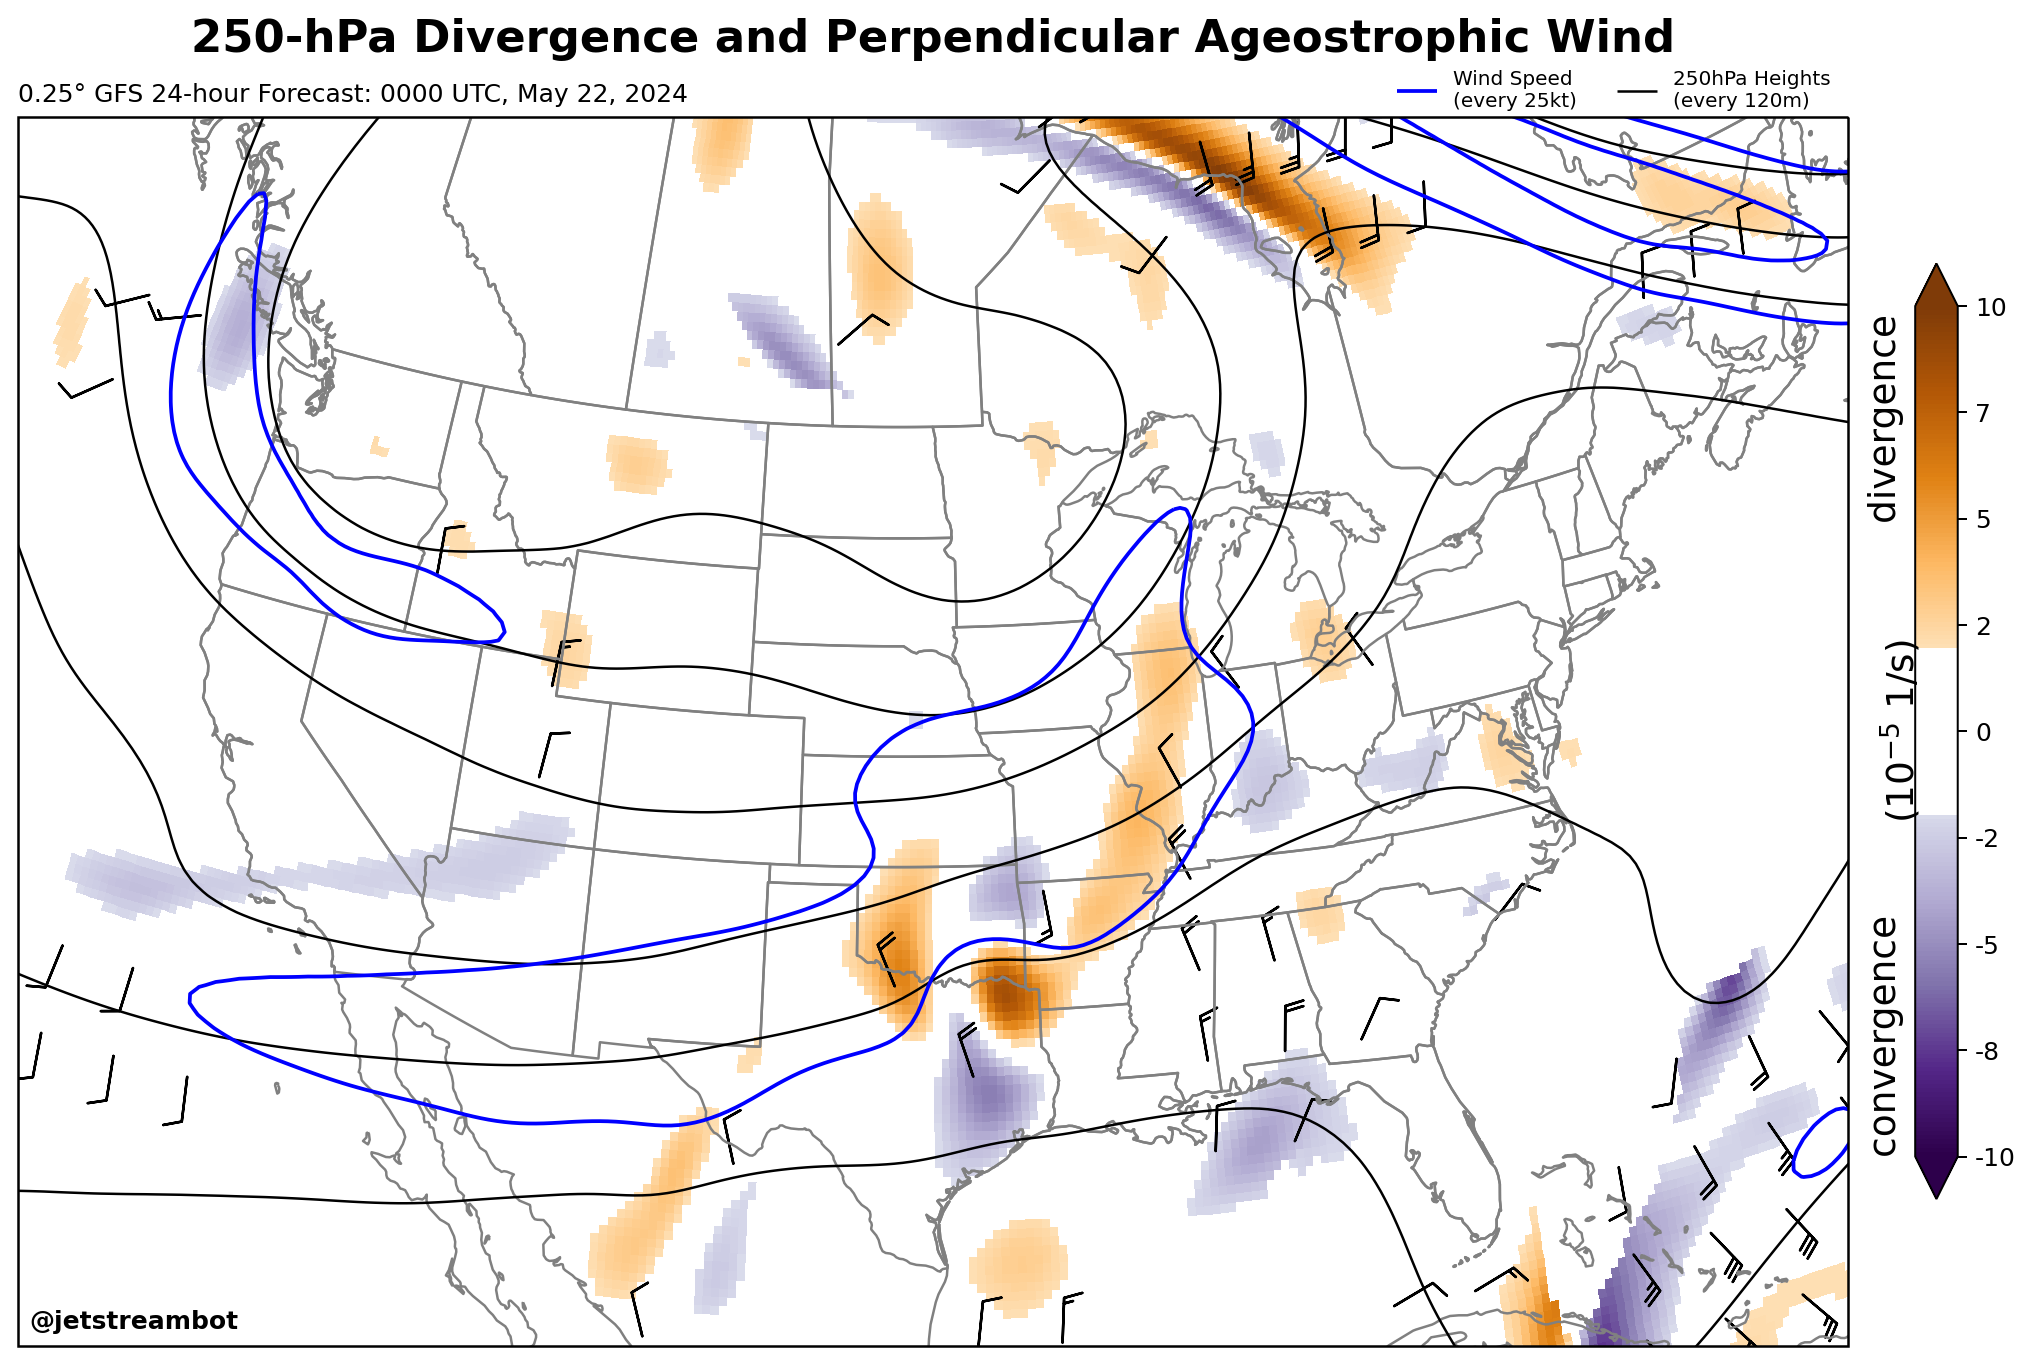 250-hPa Divergence and Perpendicular Ageostrophic Wind
0.25° GFS 24-hour Forecast: 0000 UTC, May 22, 2024
Wind Speed
(every 25kt)
250hPa Heights
(every 120m)
10
7
5
2
0
-2
-5
-8
-10
divergence
(10⁻⁵ 1/s)
convergence
@jetstreambot